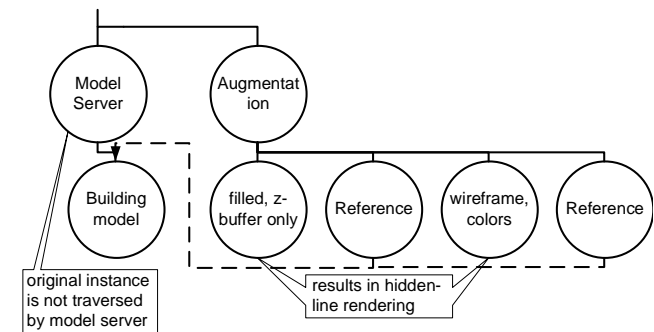 Model
Server
Augmentat
ion
Building
model
filled, z-
buffer only
Reference
wireframe,
colors
Reference
original instance
is not traversed
by model server
results in hidden-
line rendering